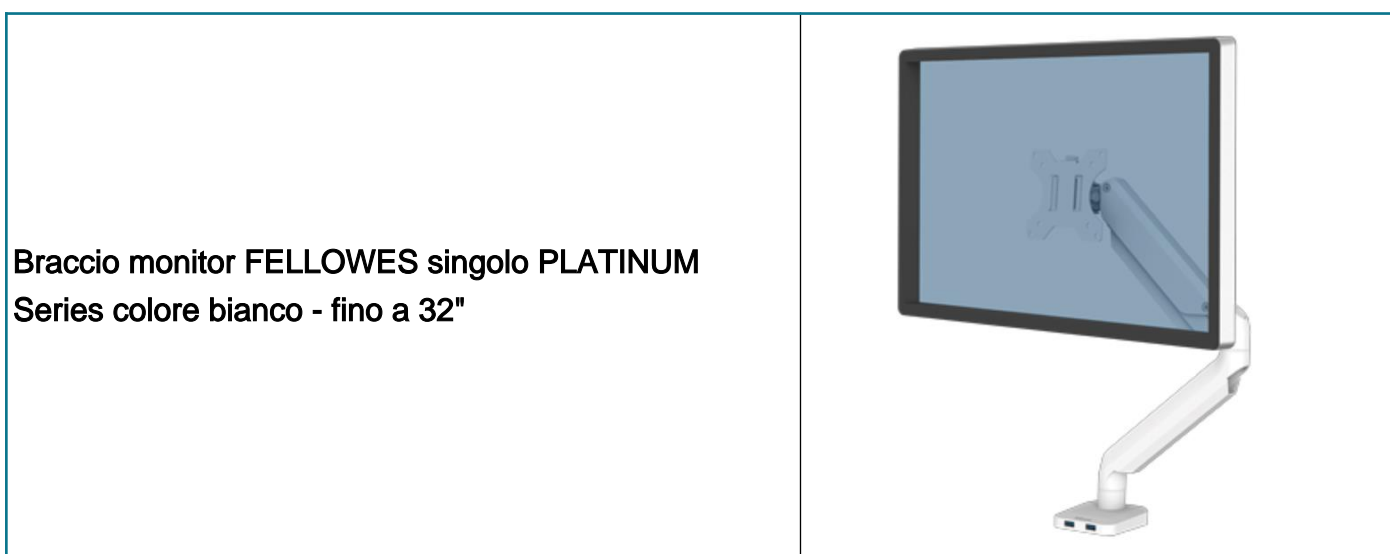 Braccio monitor FELLOWES singolo PLATINUM
Series colore bianco - fino a 32"